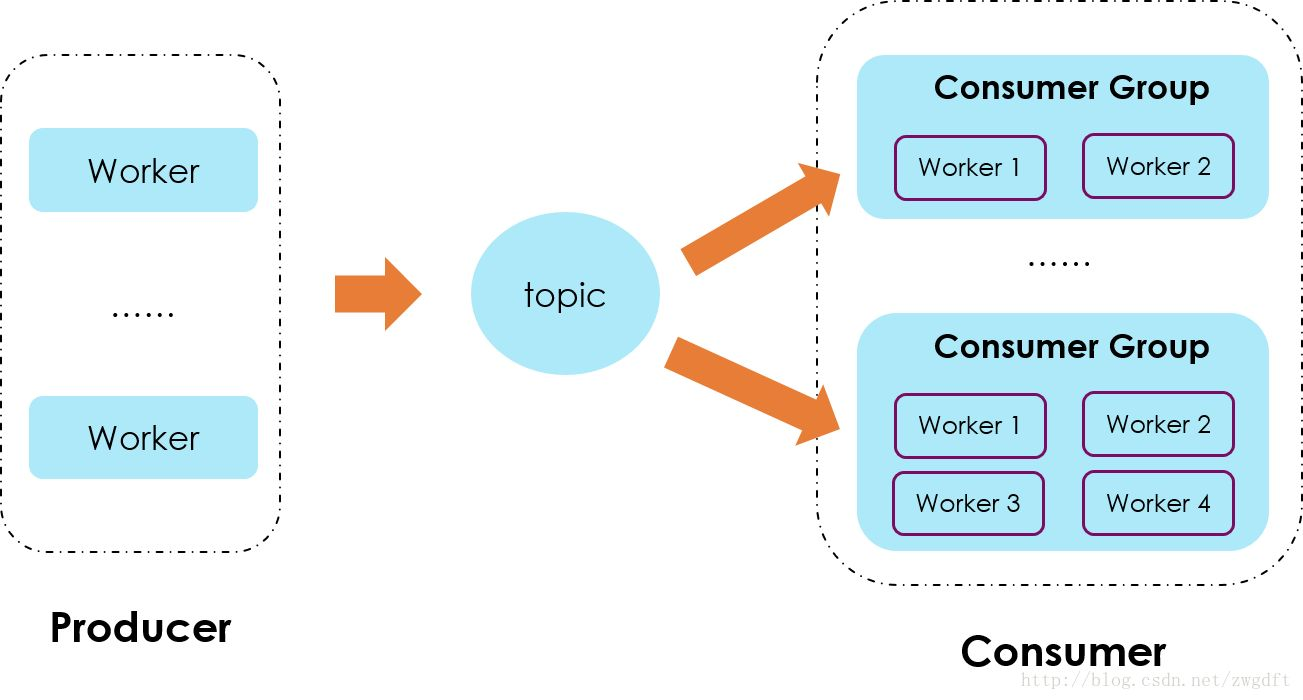 Worker
......
Worker
Producer
topic
Consumer Group
Worker 1
Worker 2
......
Consumer Group
Worker 1
Worker 2
Worker 3
Worker 4
Consumer
http://blog.csdn.net/zwgdft